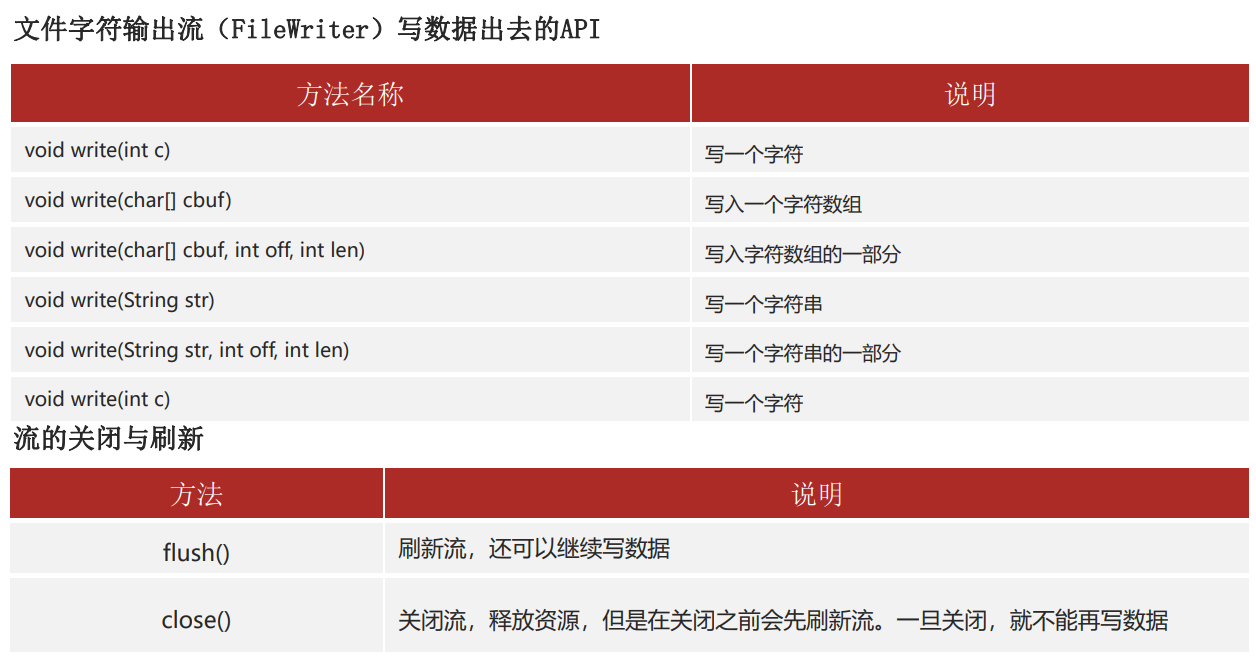 文件字符输出流（FileWriter）写数据出去的API
方法名称 说明
void write(int c) 写一个字符
void write(char[] cbuf) 写入一个字符数组
void write(char[] cbuf, int off, int len) 写入字符数组的一部分
void write(String str) 写一个字符串
void write(String str, int off, int len) 写一个字符串的一部分
void write(int c) 写一个字符
流的关闭与刷新
方法 说明
flush() 刷新流，还可以继续写数据
close() 关闭流，释放资源，但是在关闭之前会先刷新流。一旦关闭，就不能再写数据